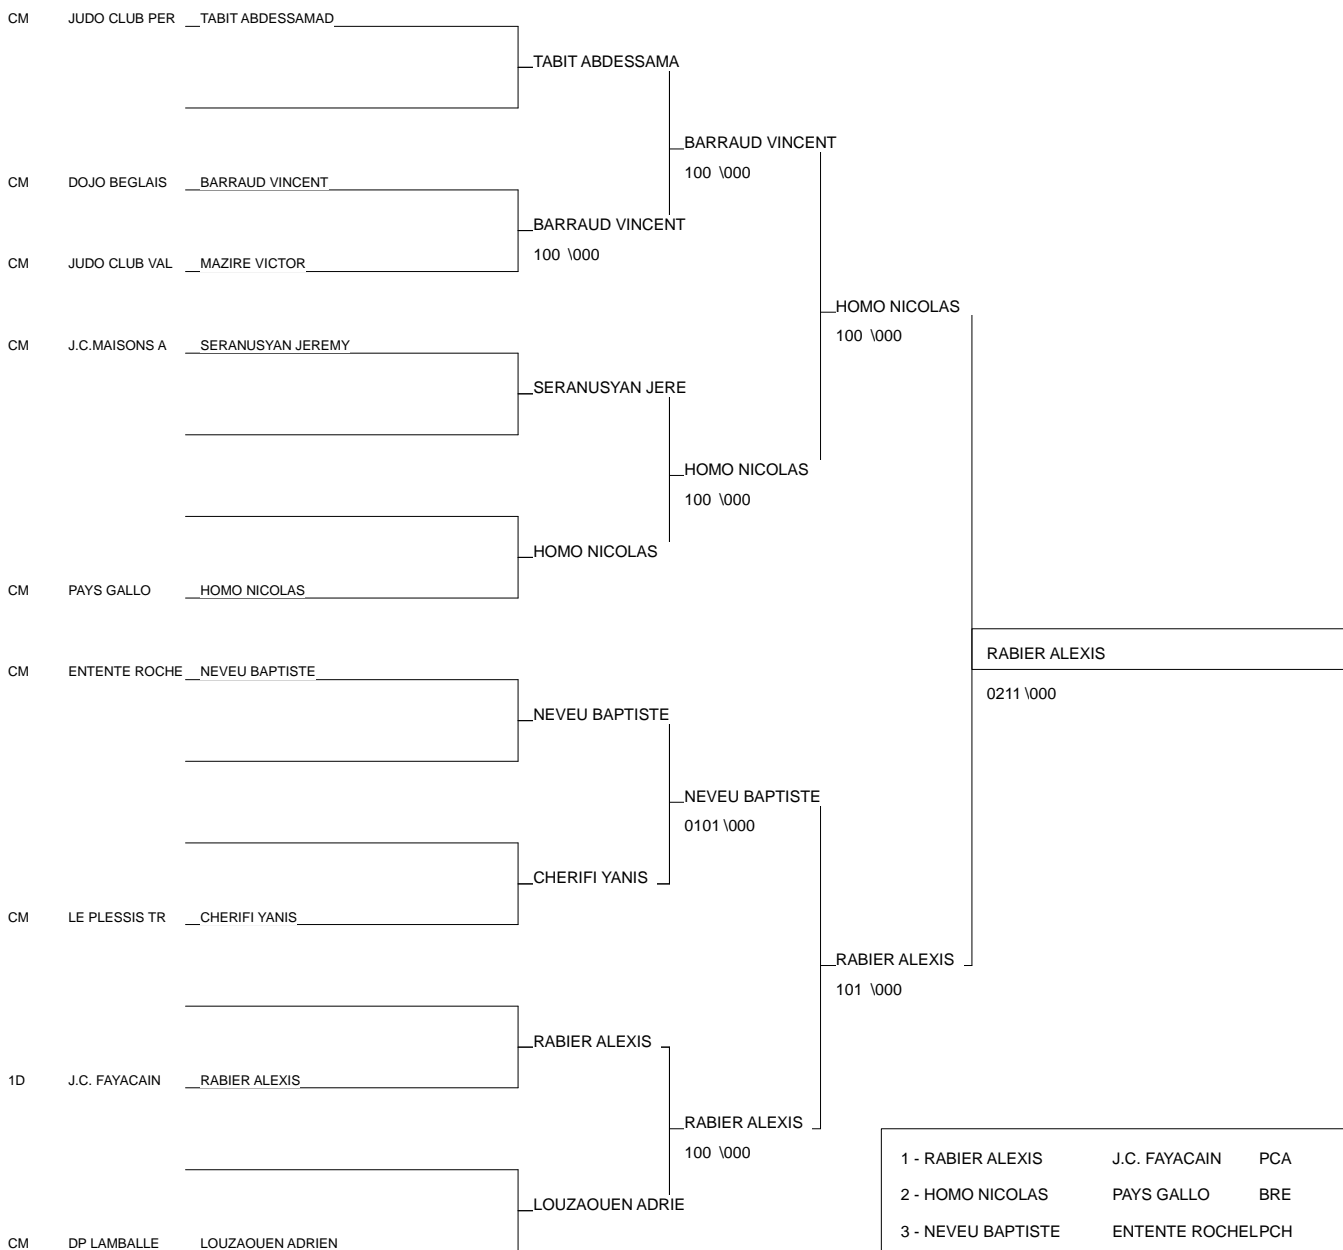 CM JUDO CLUB PER TABIT ABDESSAMAD
TABIT ABDESSAMA
BARRAUD VINCENT
100 \000
CM DOJO BEGLAIS BARRAUD VINCENT
BARRAUD VINCENT
100 \000
CM JUDO CLUB VAL MAZIRE VICTOR
HOMO NICOLAS
100 \000
CM J.C.MAISONS A SERANUSYAN JEREMY
SERANUSYAN JERE
HOMO NICOLAS
100 \000
HOMO NICOLAS
CM PAYS GALLO HOMO NICOLAS
RABIER ALEXIS
0211 \000
CM ENTENTE ROCHE NEVEU BAPTISTE
NEVEU BAPTISTE
NEVEU BAPTISTE
0101 \000
CHERIFI YANIS
CM LE PLESSIS TR CHERIFI YANIS
RABIER ALEXIS
101 \000
RABIER ALEXIS
1D J.C. FAYACAIN RABIER ALEXIS
RABIER ALEXIS
100 \000
LOUZAOUEN ADRIE
CM DP LAMBALLE LOUZAOUEN ADRIEN
1 - RABIER ALEXIS J.C. FAYACAIN PCA
2 - HOMO NICOLAS PAYS GALLO BRE
3 - NEVEU BAPTISTE ENTENTE ROCHELPCH